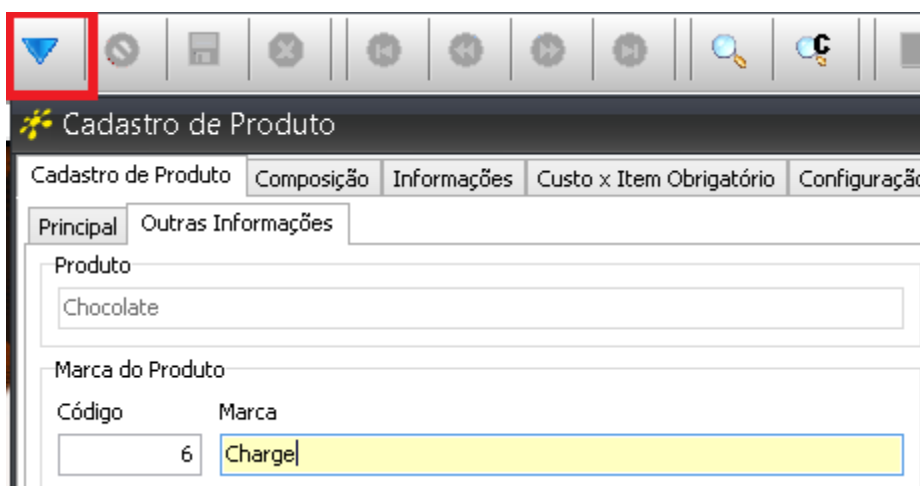 C
Cadastro de Produto
Cadastro de Produto Composição Informações Custo x Item Obrigatório Configuração
Principal Outras Informações
Produto
Chocolate
Marca do Produto
Código Marca
6 Charge